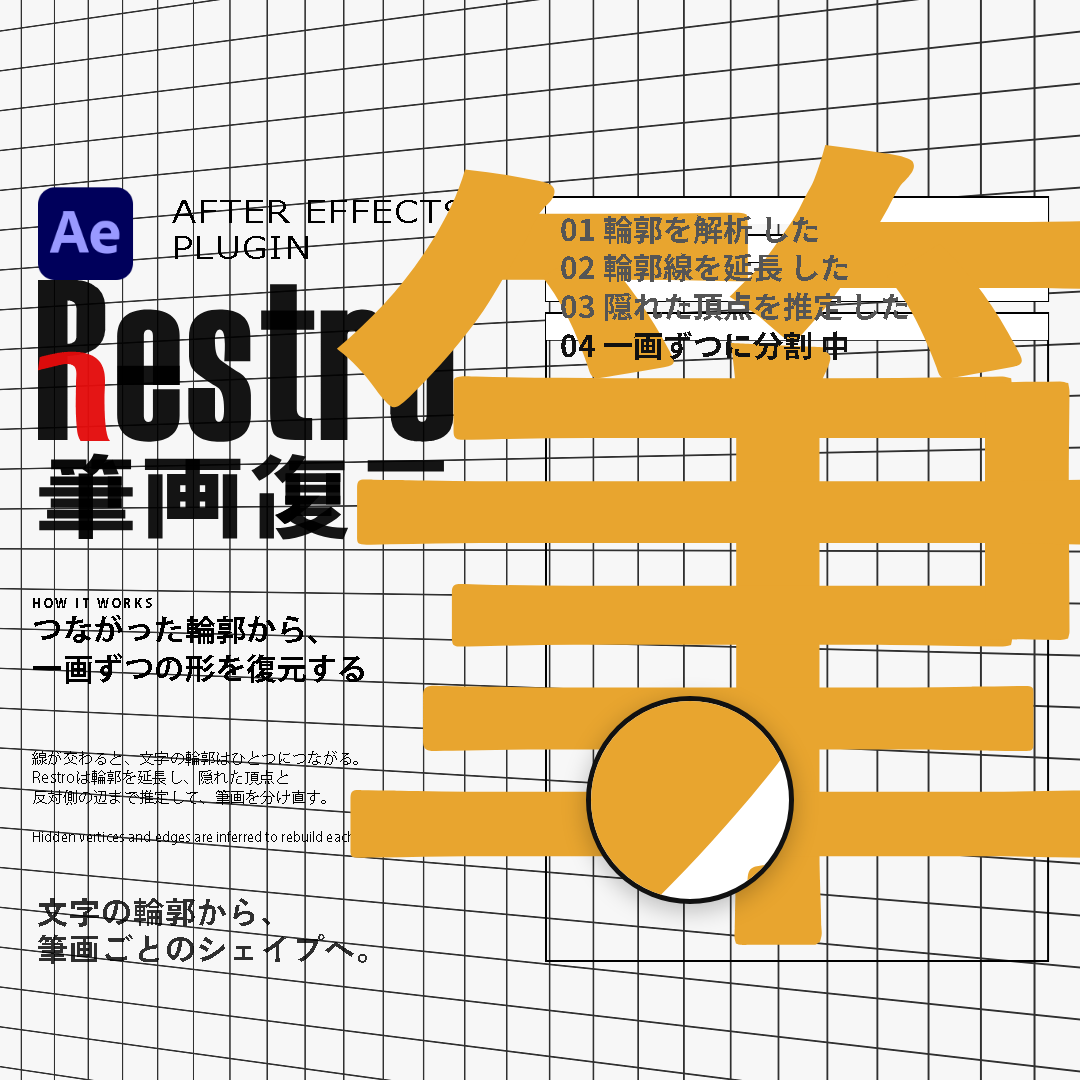 Ae
AFTER EFFECTS
PLUGIN
Restro
筆画復元
01 輪郭を解析 した
02 輪郭線を延長 した
03 隠れた頂点を推定 した
04 一画ずつに分割 中
筆
HOW IT WORKS
つながった輪郭から、
一画ずつの形を復元する
線が交わると、文字の輪郭はひとつにつながる。
Restroは輪郭を延長し、隠れた頂点と
反対側の辺まで推定して、筆画を分け直す。
Hidden vertices and edges are inferred to rebuild each
文字の輪郭から、
筆画ごとのシェイプへ。